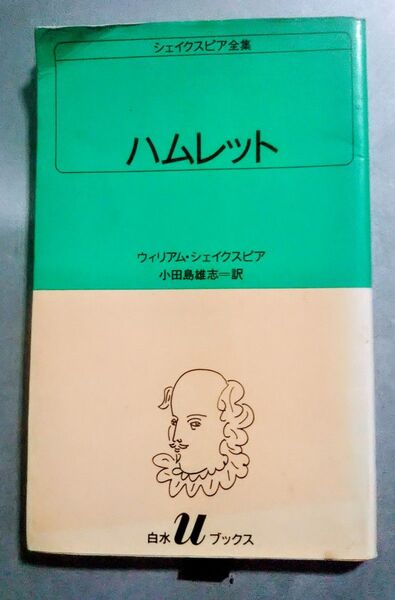 シェイクスピア全集
ハムレット
ウィリアム・シェイクスピア
小田島雄志=訳
白水uブックス